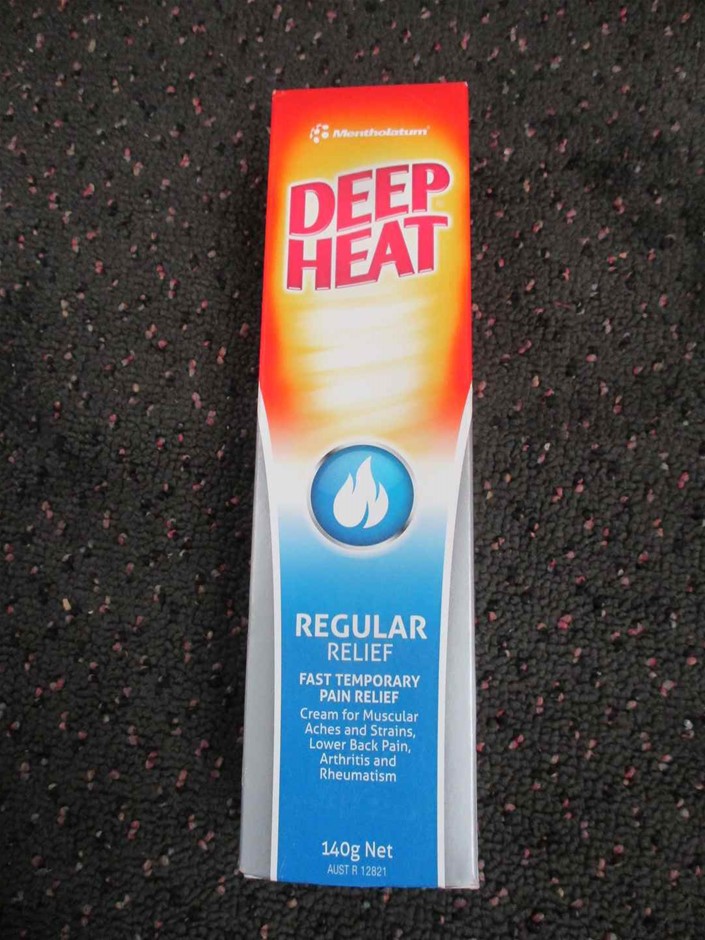 Mentholatum
DEEP
HEAT
REGULAR
RELIEF
FAST TEMPORARY
PAIN RELIEF
Cream for Muscular
Aches and Strains,
Lower Back Pain,
Arthritis and
Rheumatism
140g Net
AUST R 12821